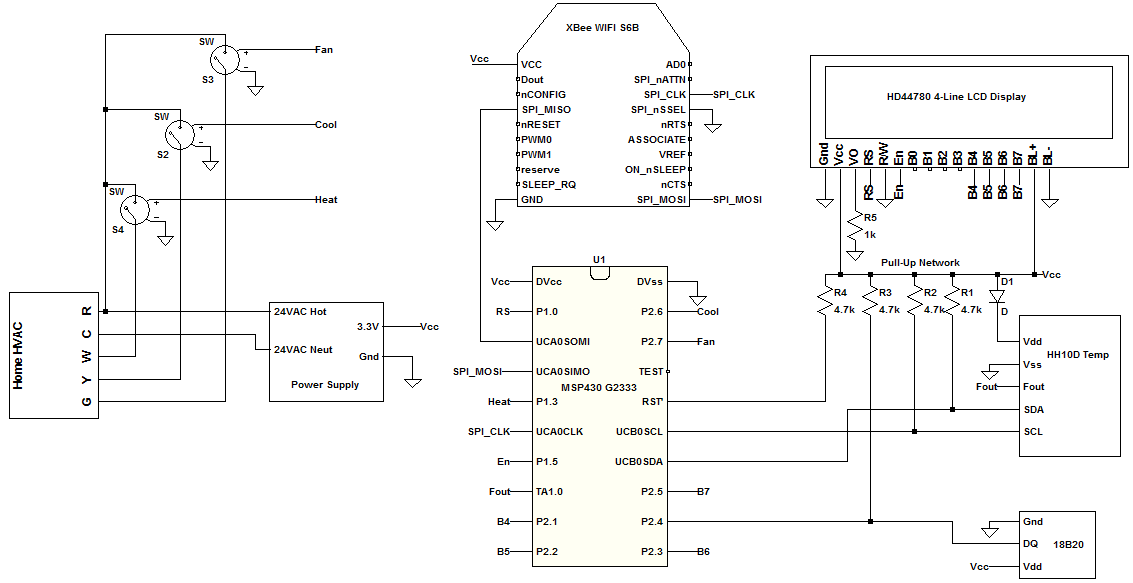 SW
Fan
+
-
S3
SW
Cool
+
-
S2
SW
Heat
+
-
S4
Home HVAC
R
C
W
Y
G
24VAC Hot
24VAC Neut
3.3V
Gnd
Power Supply
Vcc
XBee WIFI S6B
Vcc
VCC
Dout
nCONFIG
SPI_MISO
nRESET
PWM0
PWM1
reserve
SLEEP_RQ
GND
AD0
SPI_nATTN
SPI_CLK
SPI_nSSEL
nRTS
ASSOCIATE
VREF
ON_nSLEEP
nCTS
SPI_MOSI
SPI_CLK
SPI_MOSI
HD44780 4-Line LCD Display
Gnd
Vcc
VO
RS
R/W
En
B0
B1
B2
B3
B4
B5
B6
B7
BL+
BL-
RS
En
B4
B5
B6
B7
R5
1k
Pull-Up Network
Vcc
R4
4.7k
R3
4.7k
R2
4.7k
R1
4.7k
D1
D
U1
Vcc
RS
SPI_MOSI
Heat
SPI_CLK
En
Fout
B4
B5
DVcc
P1.0
UCA0SOMI
UCA0SIMO
P1.3
UCA0CLK
P1.5
TA1.0
P2.1
P2.2
MSP430 G2333
DVss
P2.6
P2.7
TEST
RST'
UCB0SCL
UCB0SDA
P2.5
P2.4
P2.3
Cool
Fan
B7
B6
Vdd
HH10D Temp
Vss
Fout
Fout
SDA
SCL
Gnd
DQ
18B20
Vcc
Vdd